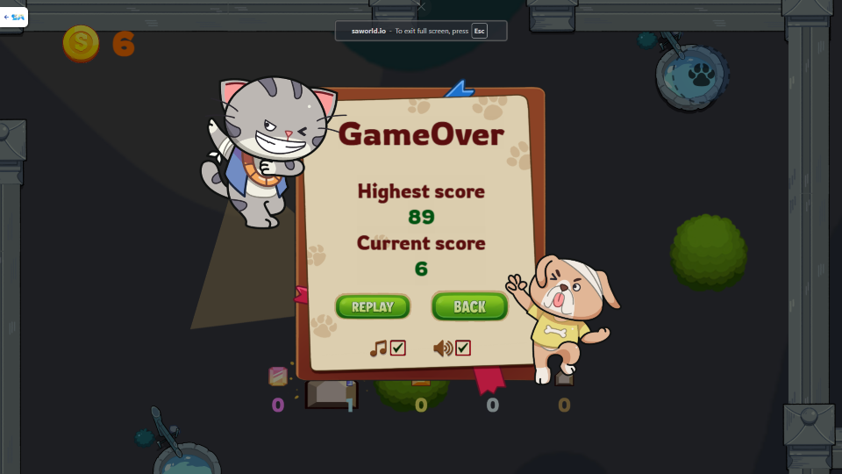 SA
saworld.io · To exit full screen, press Esc
6
GameOver
Highest score
89
Current score
6
REPLAY BACK
0 1 0 0 0